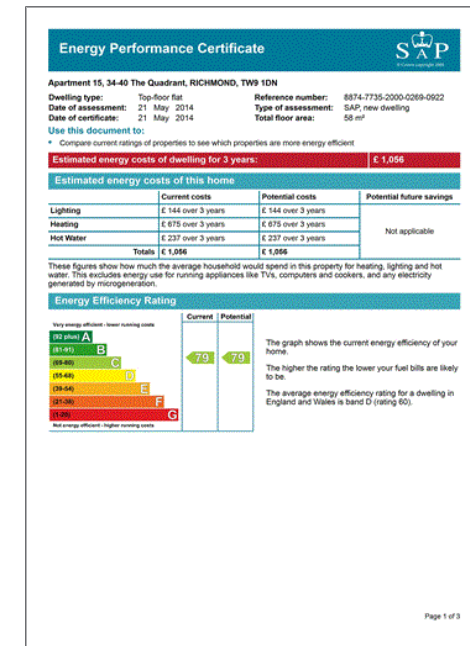 Energy Performance Certificate
SAP
© Crown copyright 2009
Apartment 15, 34-40 The Quadrant, RICHMOND, TW9 1DN
Dwelling type: Top-floor flat
Date of assessment: 21 May 2014
Date of certificate: 21 May 2014
Reference number: 8874-7735-2000-0269-0922
Type of assessment: SAP, new dwelling
Total floor area: 58 m²
Use this document to:
• Compare current ratings of properties to see which properties are more energy efficient
Estimated energy costs of dwelling for 3 years: £ 1,056
Estimated energy costs of this home
Current costs Potential costs Potential future savings
Lighting £ 144 over 3 years £ 144 over 3 years
Heating £ 675 over 3 years £ 675 over 3 years
Not applicable
Hot Water £ 237 over 3 years £ 237 over 3 years
Totals £ 1,056 £ 1,056
These figures show how much the average household would spend in this property for heating, lighting and hot
water. This excludes energy use for running appliances like TVs, computers and cookers, and any electricity
generated by microgeneration.
Energy Efficiency Rating
Current Potential
Very energy efficient - lower running costs
(92 plus) A
(81-91) B
(69-80) C
79 79
(55-68) D
(39-54) E
(21-38) F
(1-20) G
Not energy efficient - higher running costs
The graph shows the current energy efficiency of your
home.
The higher the rating the lower your fuel bills are likely
to be.
The average energy efficiency rating for a dwelling in
England and Wales is band D (rating 60).
Page 1 of 3